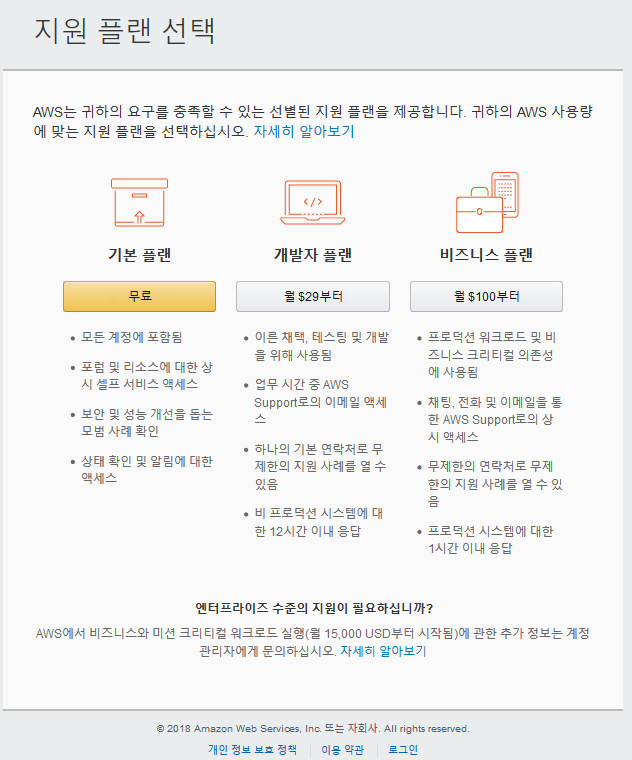 지원 플랜 선택
AWS는 귀하의 요구를 충족할 수 있는 선별된 지원 플랜을 제공합니다. 귀하의 AWS 사용량
에 맞는 지원 플랜을 선택하십시오. 자세히 알아보기
기본 플랜
무료
모든 계정에 포함됨
포럼 및 리소스에 대한 상
시 셀프 서비스 액세스
보안 및 성능 개선을 돕는
모범 사례 확인
상태 확인 및 알림에 대한
액세스
개발자 플랜
월 $29부터
이른 채택, 테스팅 및 개발
을 위해 사용됨
업무 시간 중 AWS
Support로의 이메일 액세
스
하나의 기본 연락처로 무
제한의 지원 사례를 열 수
있음
비 프로덕션 시스템에 대
한 12시간 이내 응답
비즈니스 플랜
월 $100부터
프로덕션 워크로드 및 비
즈니스 크리티컬 의존성
에 사용됨
채팅, 전화 및 이메일을 통
한 AWS Support로의 상
시 액세스
무제한의 연락처로 무제
한의 지원 사례를 열 수 있
음
프로덕션 시스템에 대한
1시간 이내 응답
엔터프라이즈 수준의 지원이 필요하십니까?
AWS에서 비즈니스와 미션 크리티컬 워크로드 실행(월 15,000 USD부터 시작됨)에 관한 추가 정보는 계정
관리자에게 문의하십시오. 자세히 알아보기
© 2018 Amazon Web Services, Inc. 또는 자회사. All rights reserved.
개인 정보 보호 정책 | 이용 약관 | 로그인